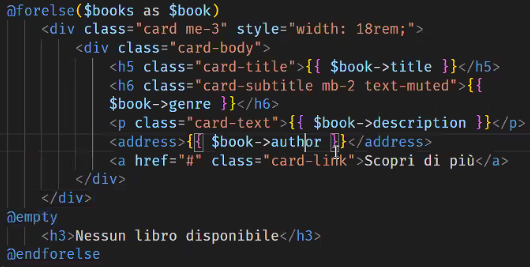 @forelse($books as $book)
<div class="card me-3" style="width: 18rem;">
<div class="card-body">
<h5 class="card-title">{{ $book->title }}</h5>
<h6 class="card-subtitle mb-2 text-muted">{{
$book->genre }}</h6>
<p class="card-text">{{ $book->description }}</p>
<address>{{ $book->author }}</address>
<a href="#" class="card-link">Scopri di più</a>
</div>
</div>
@empty
<h3>Nessun libro disponibile</h3>
@endforelse